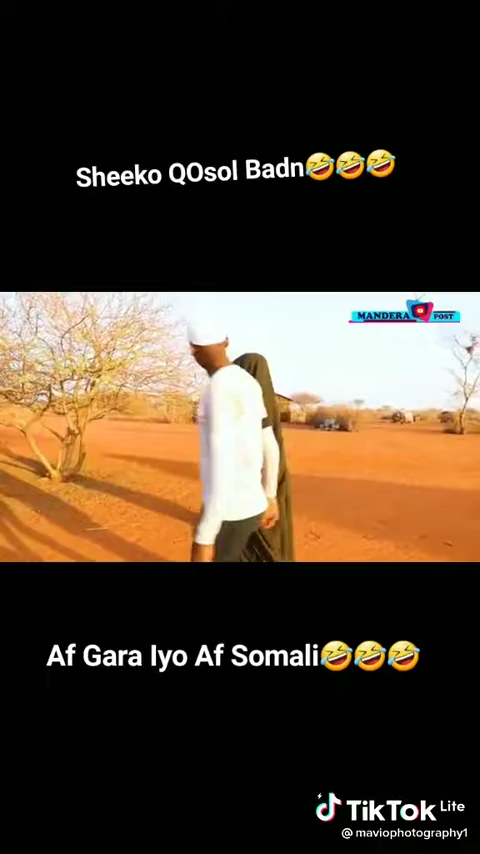 Sheeko QOsol Badn🤣🤣🤣
MANDERA POST
Af Gara Iyo Af Somali🤣🤣🤣
TikTok Lite
@maviophotography1